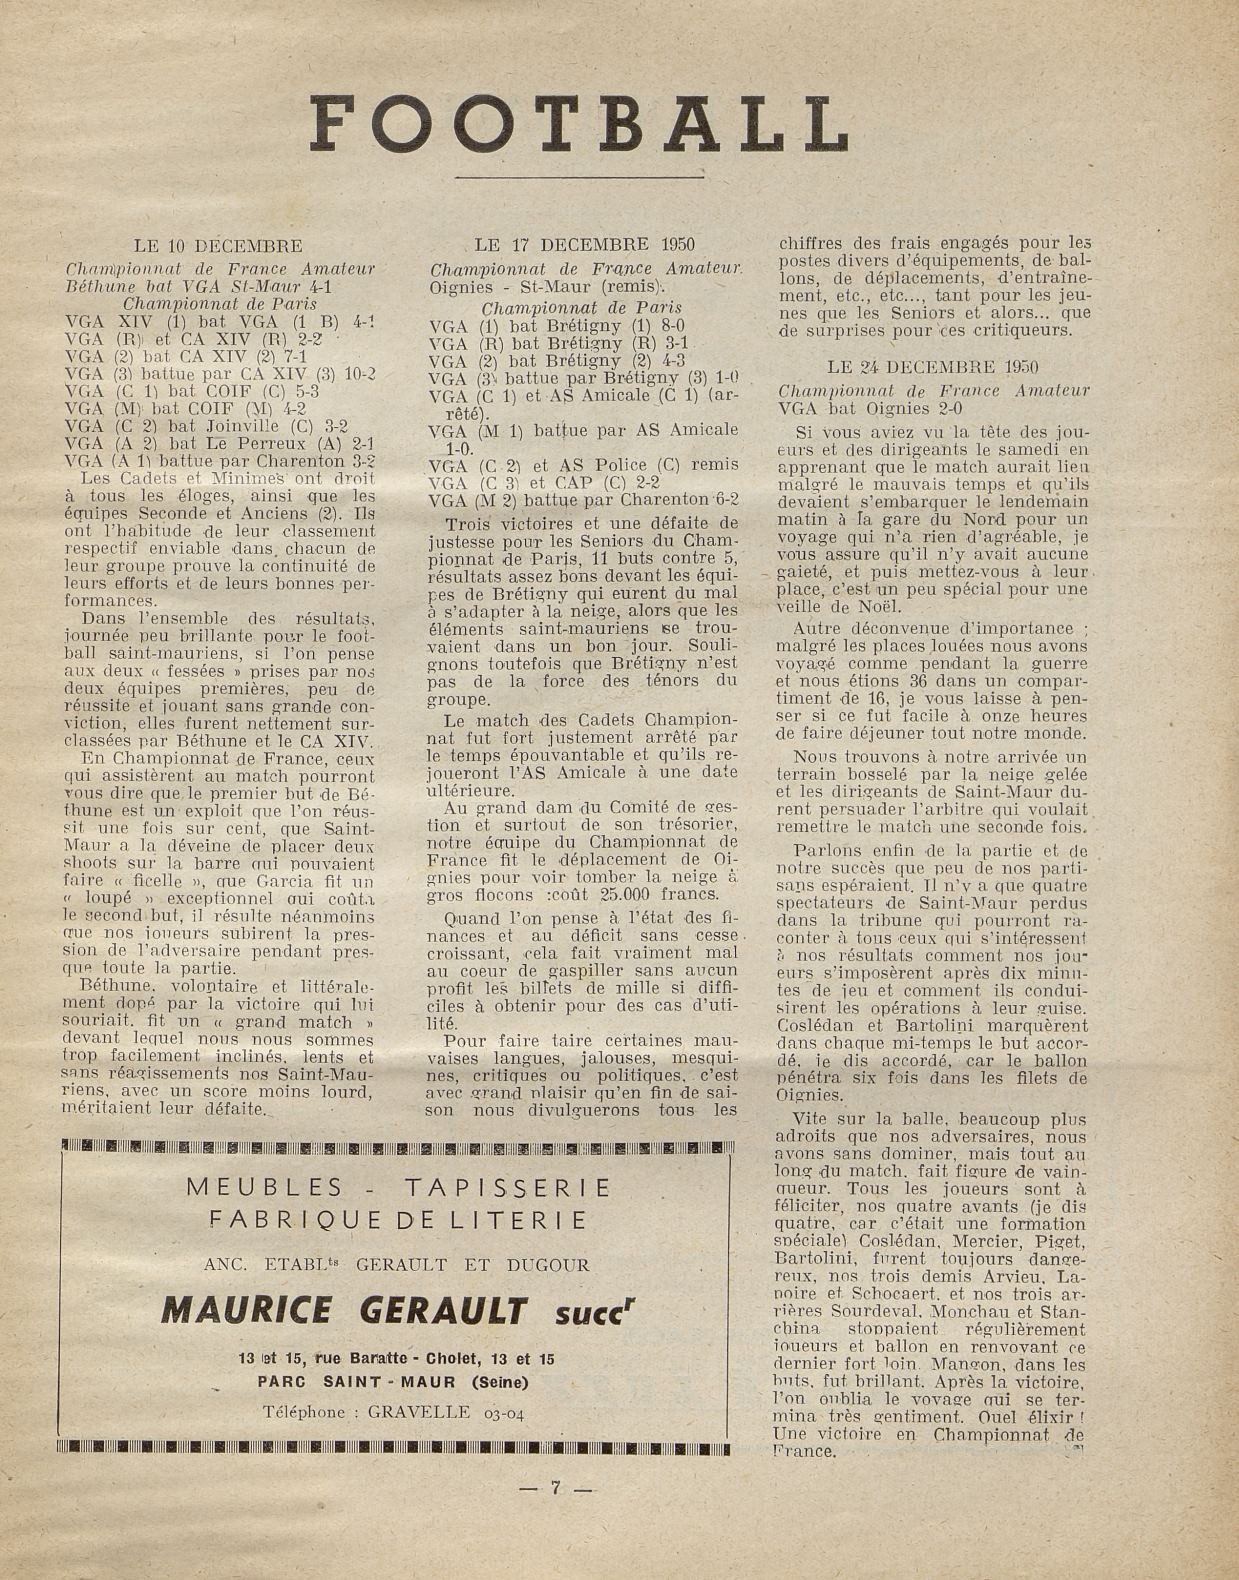 FOOTBALL
LE 10 DECEMBRE
Championnat de France Amateur
Béthune bat VGA St-Maur 4-1
Championnat de Paris
VGA XIV (1) bat VGA (1 B) 4-1
VGA (R) et CA XIV (R) 2-2
VGA (2) bat CA XIV (2) 7-1
VGA (3) battue par CA XIV (3) 10-2
VGA (C 1) bat COIF (C) 5-3
VGA (M) bat COIF (M) 4-2
VGA (C 2) bat Joinville (C) 3-2
VGA (A 2) bat Le Perreux (A) 2-1
VGA (A 1) battue par Charenton 3-2
Les Cadets et Minimes ont droit
à tous les éloges, ainsi que les
équipes Seconde et Anciens (2). Ils
ont l'habitude de leur classement
respectif enviable dans chacun de
leur groupe prouve la continuité de
leurs efforts et de leurs bonnes per-
formances.
Dans l'ensemble des résultats,
journée peu brillante pour le foot-
ball saint-mauriens, si l'on pense
aux deux « fessées » prises par nos
deux équipes premières, peu de
réussite et jouant sans grande con-
viction, elles furent nettement sur-
classées par Béthune et le CA XIV.
En Championnat de France, ceux
qui assistèrent au match pourront
vous dire que le premier but de Bé-
thune est un exploit que l'on réus-
sit une fois sur cent, que Saint-
Maur a la déveine de placer deux
shoots sur la barre qui pouvaient
faire « ficelle », que Garcia fit un
« loupé » exceptionnel qui coûta
le second but, il résulte néanmoins
que nos joueurs subirent la pres-
sion de l'adversaire pendant pres-
que toute la partie.
Béthune, volontaire et littérale-
ment dopé par la victoire qui lui
souriait, fit un « grand match »
devant lequel nous nous sommes
trop facilement inclinés, lents et
sans réagissements nos Saint-Mau-
riens, avec un score moins lourd,
méritaient leur défaite.
LE 17 DECEMBRE 1950
Championnat de France Amateur.
Oignies - St-Maur (remis).
Championnat de Paris
VGA (1) bat Brétigny (1) 8-0
VGA (R) bat Brétigny (R) 3-1
VGA (2) bat Brétigny (2) 4-3
VGA (3) battue par Brétigny (3) 1-0
VGA (C 1) et AS Amicale (C 1) (ar-
rêté).
VGA (M 1) battue par AS Amicale
1-0.
VGA (C 2) et AS Police (C) remis
VGA (C 3) et CAP (C) 2-2
VGA (M 2) battue par Charenton 6-2
Trois victoires et une défaite de
justesse pour les Seniors du Cham-
pionnat de Paris, 11 buts contre 5,
résultats assez bons devant les équi-
pes de Brétigny qui eurent du mal
à s'adapter à la neige, alors que les
éléments saint-mauriens se trou-
vaient dans un bon jour. Souli-
gnons toutefois que Brétigny n'est
pas de la force des ténors du
groupe.
Le match des Cadets Champion-
nat fut fort justement arrêté par
le temps épouvantable et qu'ils re-
joueront l'AS Amicale à une date
ultérieure.
Au grand dam du Comité de ges-
tion et surtout de son trésorier,
notre équipe du Championnat de
France fit le déplacement de Oi-
gnies pour voir tomber la neige à
gros flocons :coût 25.000 francs.
Quand l'on pense à l'état des fi-
nances et au déficit sans cesse
croissant, cela fait vraiment mal
au coeur de gaspiller sans aucun
profit les billets de mille si diffi-
ciles à obtenir pour des cas d'uti-
lité.
Pour faire taire certaines mau-
vaises langues, jalouses, mesqui-
nes, critiques ou politiques, c'est
avec grand plaisir qu'en fin de sai-
son nous divulguerons tous les
chiffres des frais engagés pour les
postes divers d'équipements, de bal-
lons, de déplacements, d'entraîne-
ment, etc., etc..., tant pour les jeu-
nes que les Seniors et alors... que
de surprises pour ces critiqueurs.
LE 24 DECEMBRE 1950
Championnat de France Amateur
VGA bat Oignies 2-0
Si vous aviez vu la tête des jou-
eurs et des dirigeants le samedi en
apprenant que le match aurait lieu
malgré le mauvais temps et qu'ils
devaient s'embarquer le lendemain
matin à la gare du Nord pour un
voyage qui n'a rien d'agréable, je
vous assure qu'il n'y avait aucune
gaieté, et puis mettez-vous à leur
place, c'est un peu spécial pour une
veille de Noël.
Autre déconvenue d'importance ;
malgré les places louées nous avons
voyagé comme pendant la guerre
et nous étions 36 dans un compar-
timent de 16, je vous laisse à pen-
ser si ce fut facile à onze heures
de faire déjeuner tout notre monde.
Nous trouvons à notre arrivée un
terrain bosselé par la neige gelée
et les dirigeants de Saint-Maur du-
rent persuader l'arbitre qui voulait
remettre le match une seconde fois.
Parlons enfin de la partie et de
notre succès que peu de nos parti-
sans espéraient. Il n'y a que quatre
spectateurs de Saint-Maur perdus
dans la tribune qui pourront ra-
conter à tous ceux qui s'intéressent
à nos résultats comment nos jou-
eurs s'imposèrent après dix minu-
tes de jeu et comment ils condui-
sirent les opérations à leur guise.
Coslédan et Bartolini marquèrent
dans chaque mi-temps le but accor-
dé, je dis accordé, car le ballon
pénétra six fois dans les filets de
Oignies.
Vite sur la balle, beaucoup plus
adroits que nos adversaires, nous
avons sans dominer, mais tout au
long du match, fait figure de vain-
queur. Tous les joueurs sont à
féliciter, nos quatre avants (je dis
quatre, car c'était une formation
spéciale) Coslédan, Mercier, Piget,
Bartolini, furent toujours dange-
reux, nos trois demis Arvieu, La-
noire et Schocaert, et nos trois ar-
rières Sourdeval, Monchau et Stan-
china stoppaient régulièrement
joueurs et ballon en renvoyant ce
dernier fort loin. Mangon, dans les
buts, fut brillant. Après la victoire,
l'on oublia le voyage qui se ter-
mina très gentiment. Quel élixir !
Une victoire en Championnat de
France.
MEUBLES - TAPISSERIE
FABRIQUE DE LITERIE
ANC. ETABLts GERAULT ET DUGOUR
MAURICE GERAULT succr
13 et 15, rue Baratte - Cholet, 13 et 15
PARC SAINT-MAUR (Seine)
Téléphone : GRAVELLE 03-04
— 7 —